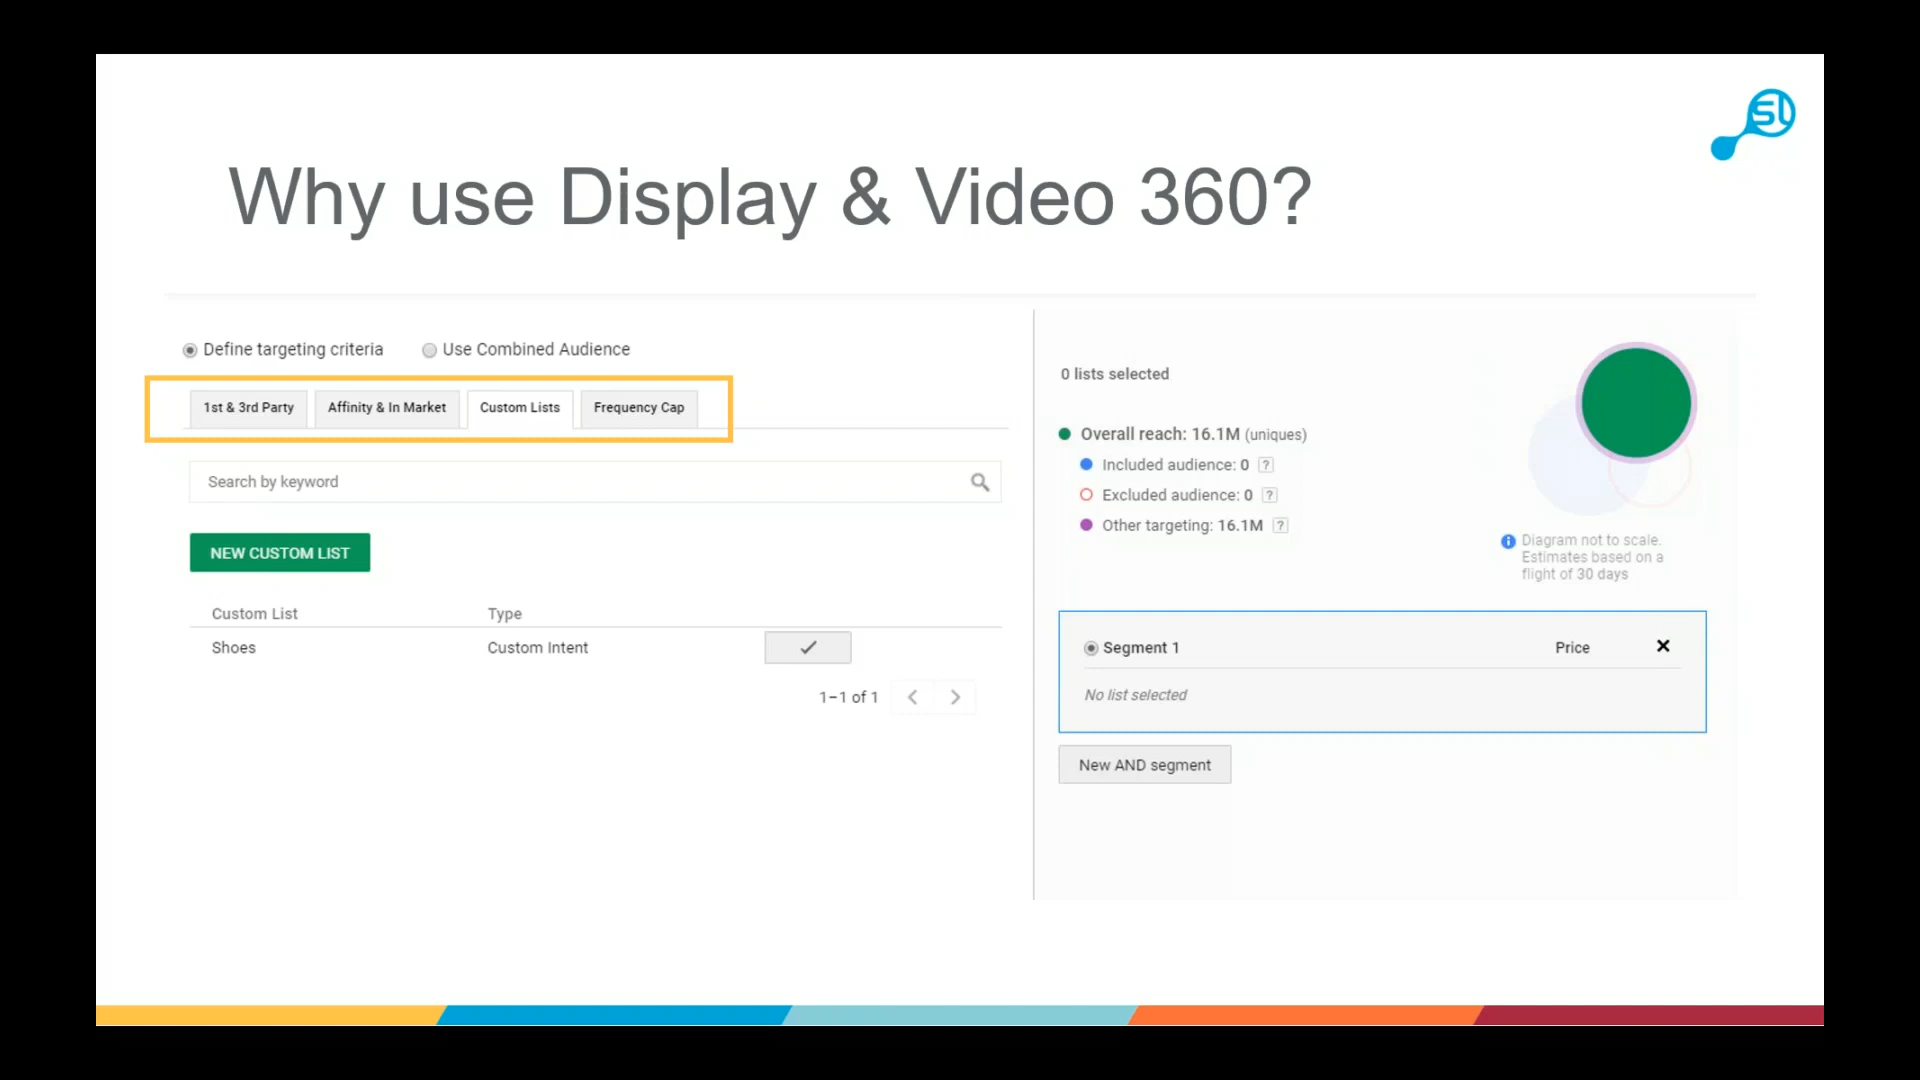 SL
Why use Display & Video 360?
Define targeting criteria
Use Combined Audience
1st & 3rd Party
Affinity & In Market
Custom Lists
Frequency Cap
Search by keyword
NEW CUSTOM LIST
Custom List Type
Shoes Custom Intent
1–1 of 1
0 lists selected
Overall reach: 16.1M (uniques)
Included audience: 0 ?
Excluded audience: 0 ?
Other targeting: 16.1M ?
Diagram not to scale.
Estimates based on a
flight of 30 days
Segment 1 Price
No list selected
New AND segment